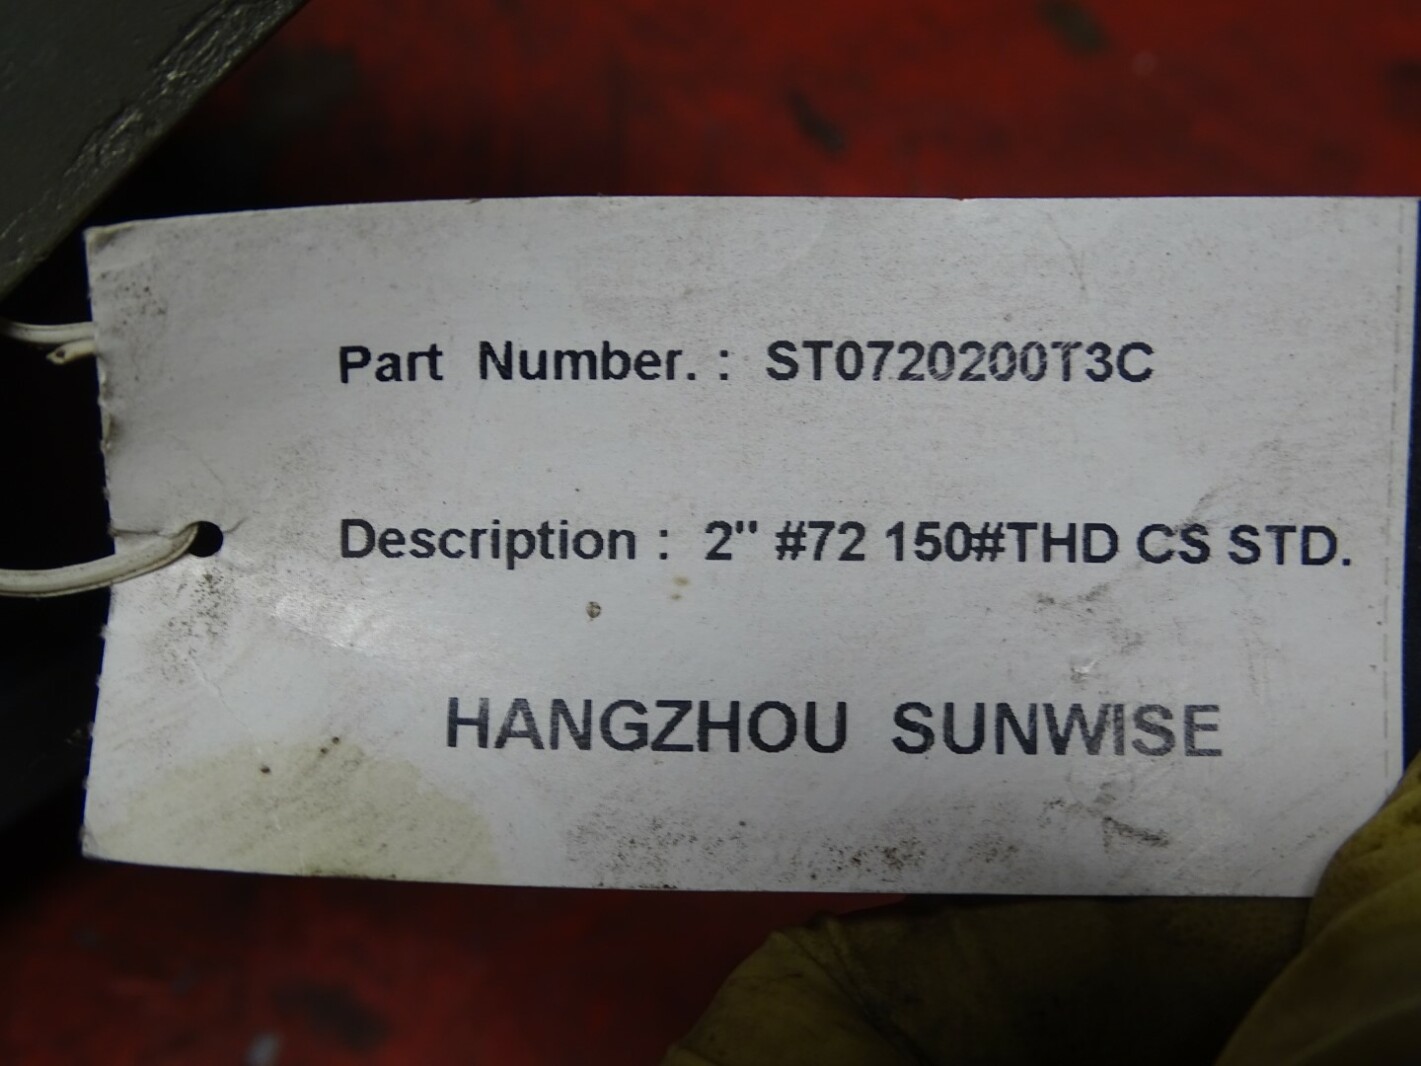 Part Number. : ST0720200T3C
Description : 2" #72 150#THD CS STD.
HANGZHOU SUNWISE